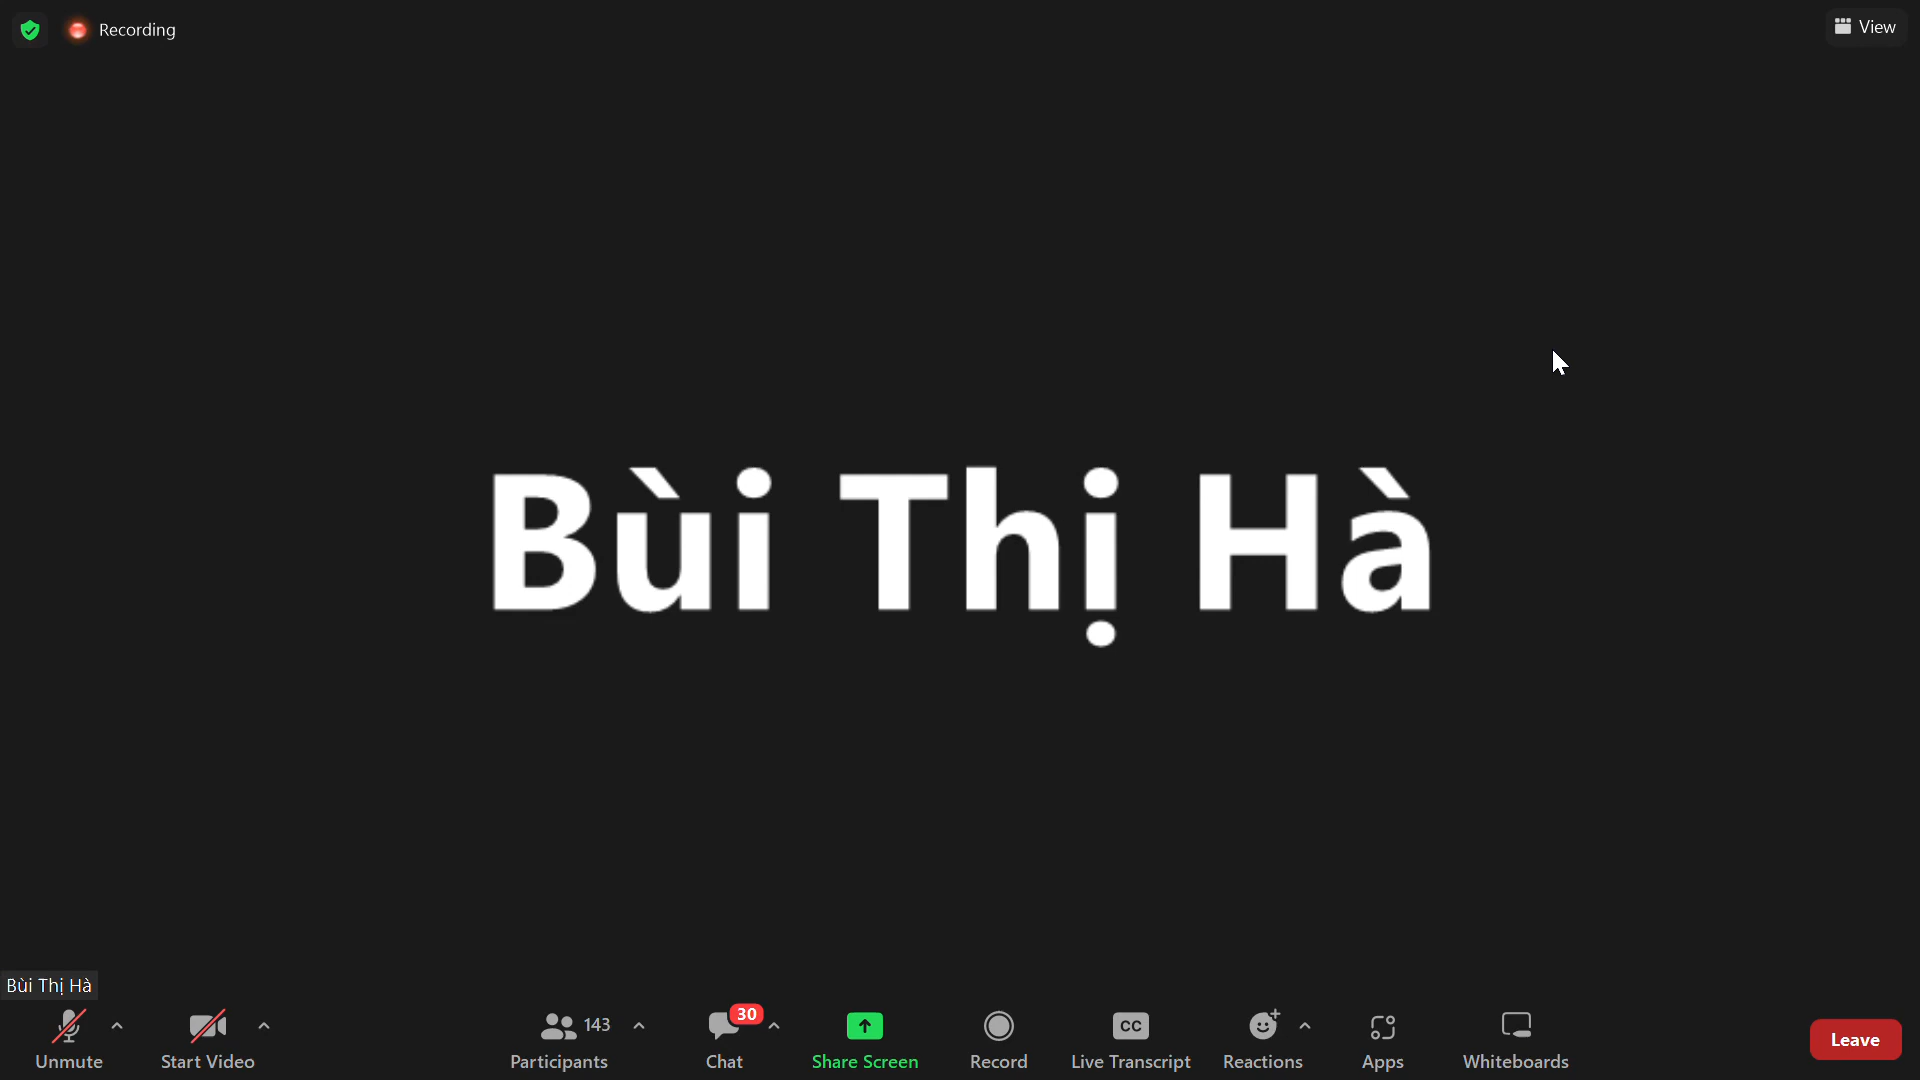 Recording
View
Bùi Thị Hà
Bùi Thị Hà
143
30
CC
Unmute
Start Video
Participants
Chat
Share Screen
Record
Live Transcript
Reactions
Apps
Whiteboards
Leave